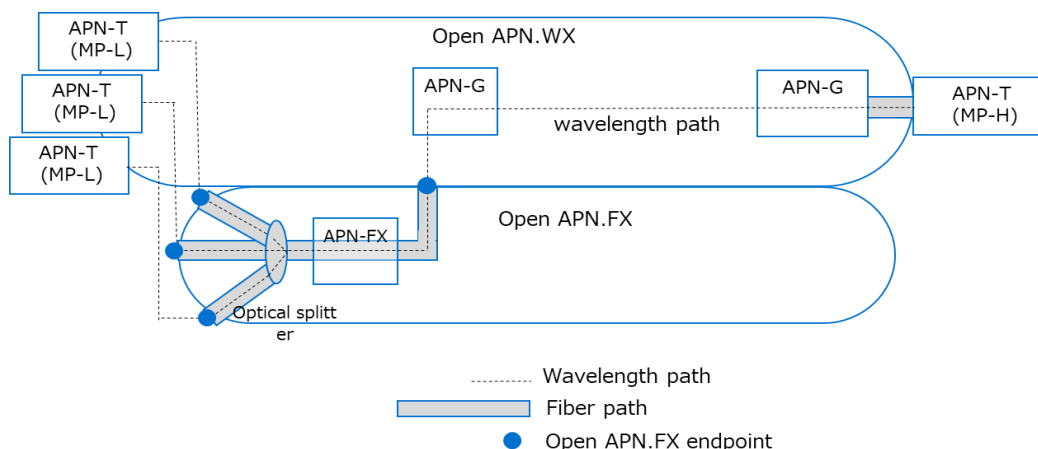 APN-T
(MP-L)
APN-T
(MP-L)
APN-T
(MP-L)
Open APN.WX
APN-G
APN-G
APN-T
(MP-H)
wavelength path
Open APN.FX
APN-FX
Optical splitt
er
Wavelength path
Fiber path
Open APN.FX endpoint